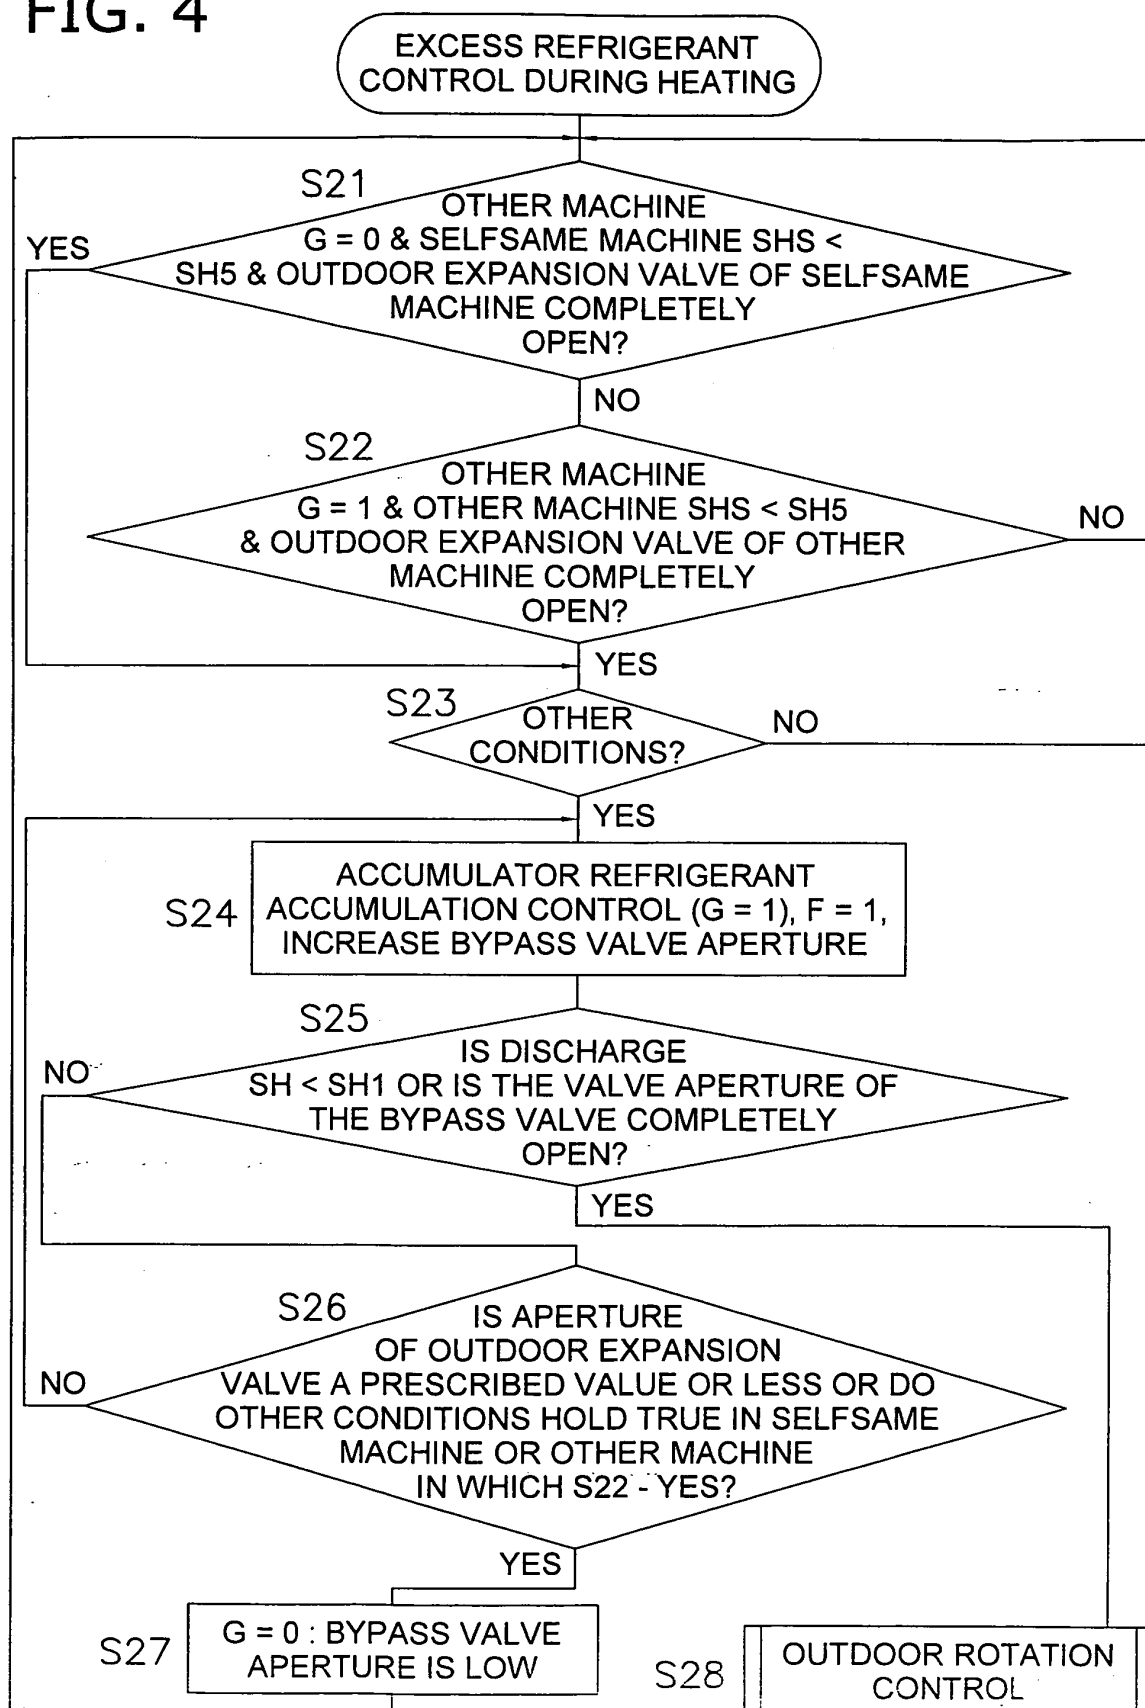 FIG. 4
EXCESS REFRIGERANT
CONTROL DURING HEATING
S21
OTHER MACHINE
G = 0 & SELFSAME MACHINE SHS <
SH5 & OUTDOOR EXPANSION VALVE OF SELFSAME
MACHINE COMPLETELY
OPEN?
YES
NO
S22
OTHER MACHINE
G = 1 & OTHER MACHINE SHS < SH5
& OUTDOOR EXPANSION VALVE OF OTHER
MACHINE COMPLETELY
OPEN?
NO
YES
S23
OTHER
CONDITIONS?
NO
YES
S24
ACCUMULATOR REFRIGERANT
ACCUMULATION CONTROL (G = 1), F = 1,
INCREASE BYPASS VALVE APERTURE
S25
IS DISCHARGE
SH < SH1 OR IS THE VALVE APERTURE OF
THE BYPASS VALVE COMPLETELY
OPEN?
NO
YES
S26
IS APERTURE
OF OUTDOOR EXPANSION
VALVE A PRESCRIBED VALUE OR LESS OR DO
OTHER CONDITIONS HOLD TRUE IN SELFSAME
MACHINE OR OTHER MACHINE
IN WHICH S22 - YES?
NO
YES
S27
G = 0 : BYPASS VALVE
APERTURE IS LOW
S28
OUTDOOR ROTATION
CONTROL